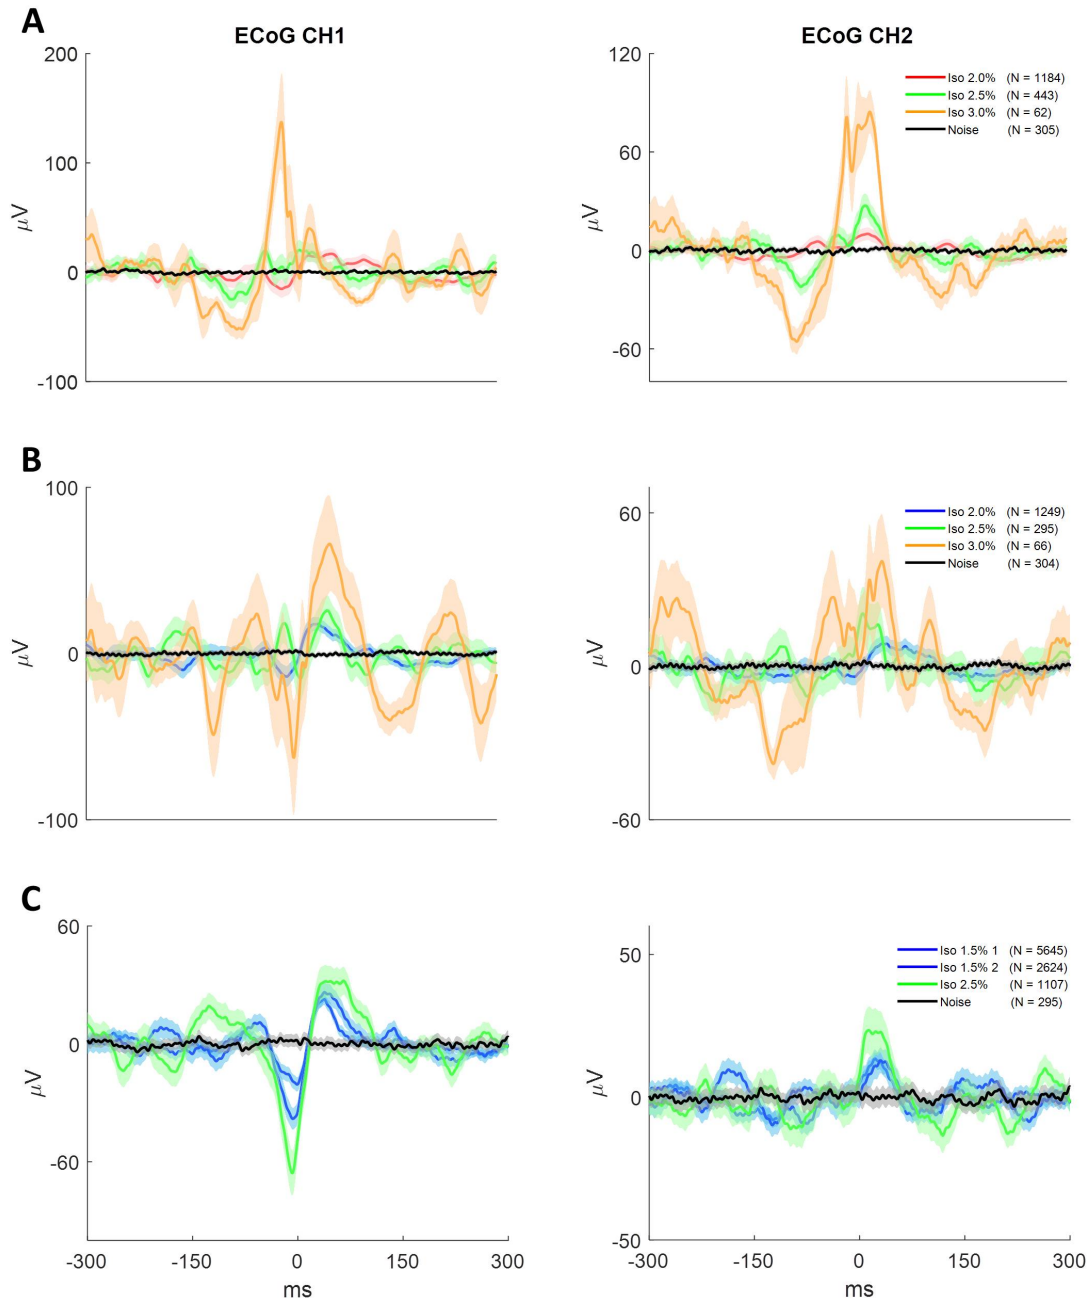 A
ECoG CH1
ECoG CH2
200
100
0
-100
μV
120
60
0
-60
μV
Iso 2.0% (N = 1184)
Iso 2.5% (N = 443)
Iso 3.0% (N = 62)
Noise (N = 305)
B
100
0
-100
μV
60
0
-60
μV
Iso 2.0% (N = 1249)
Iso 2.5% (N = 295)
Iso 3.0% (N = 66)
Noise (N = 304)
C
60
0
-60
μV
-300 -150 0 150 300
ms
50
0
-50
μV
Iso 1.5% 1 (N = 5645)
Iso 1.5% 2 (N = 2624)
Iso 2.5% (N = 1107)
Noise (N = 295)
-300 -150 0 150 300
ms